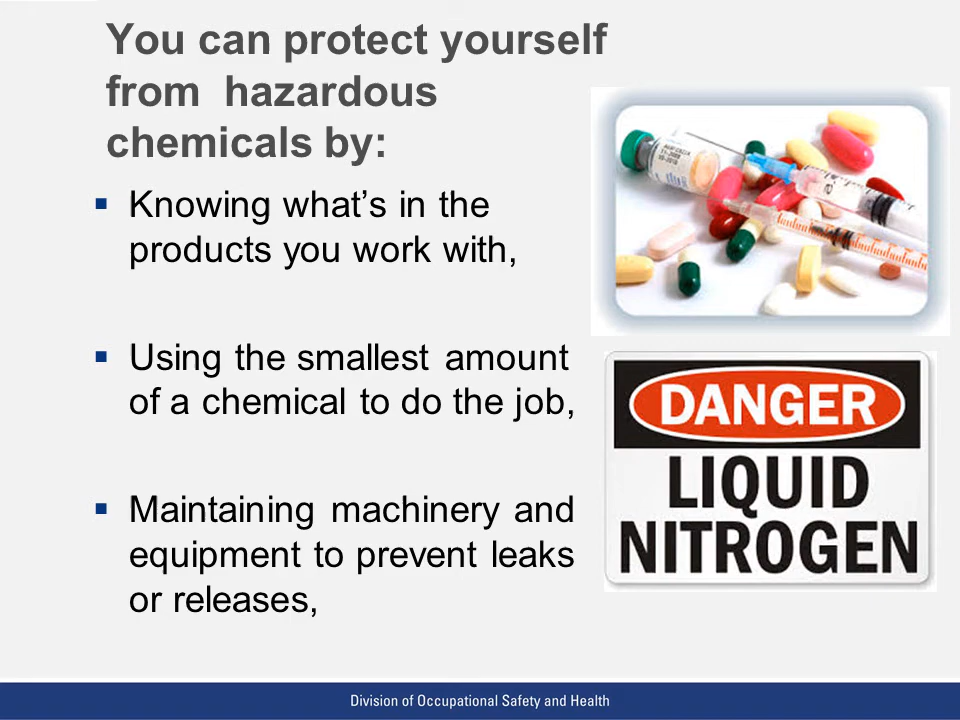 You can protect yourself
from hazardous
chemicals by:
▪ Knowing what’s in the
products you work with,
▪ Using the smallest amount
of a chemical to do the job,
▪ Maintaining machinery and
equipment to prevent leaks
or releases,
DANGER
LIQUID
NITROGEN
Division of Occupational Safety and Health